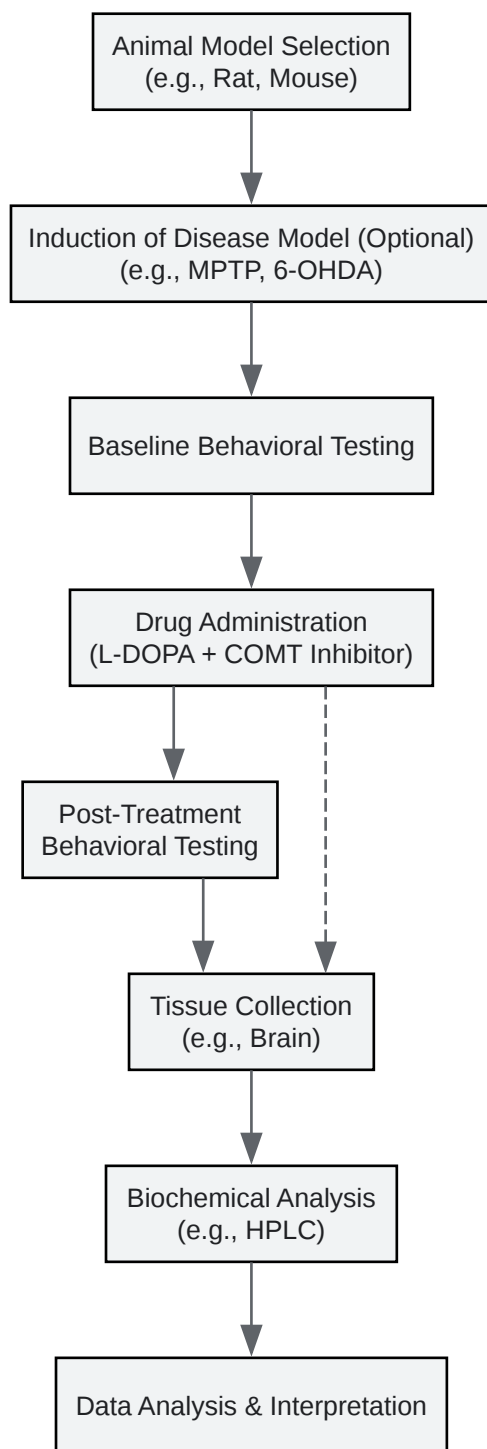 Animal Model Selection
(e.g., Rat, Mouse)
Induction of Disease Model (Optional)
(e.g., MPTP, 6-OHDA)
Baseline Behavioral Testing
Drug Administration
(L-DOPA + COMT Inhibitor)
Post-Treatment
Behavioral Testing
Tissue Collection
(e.g., Brain)
Biochemical Analysis
(e.g., HPLC)
Data Analysis & Interpretation